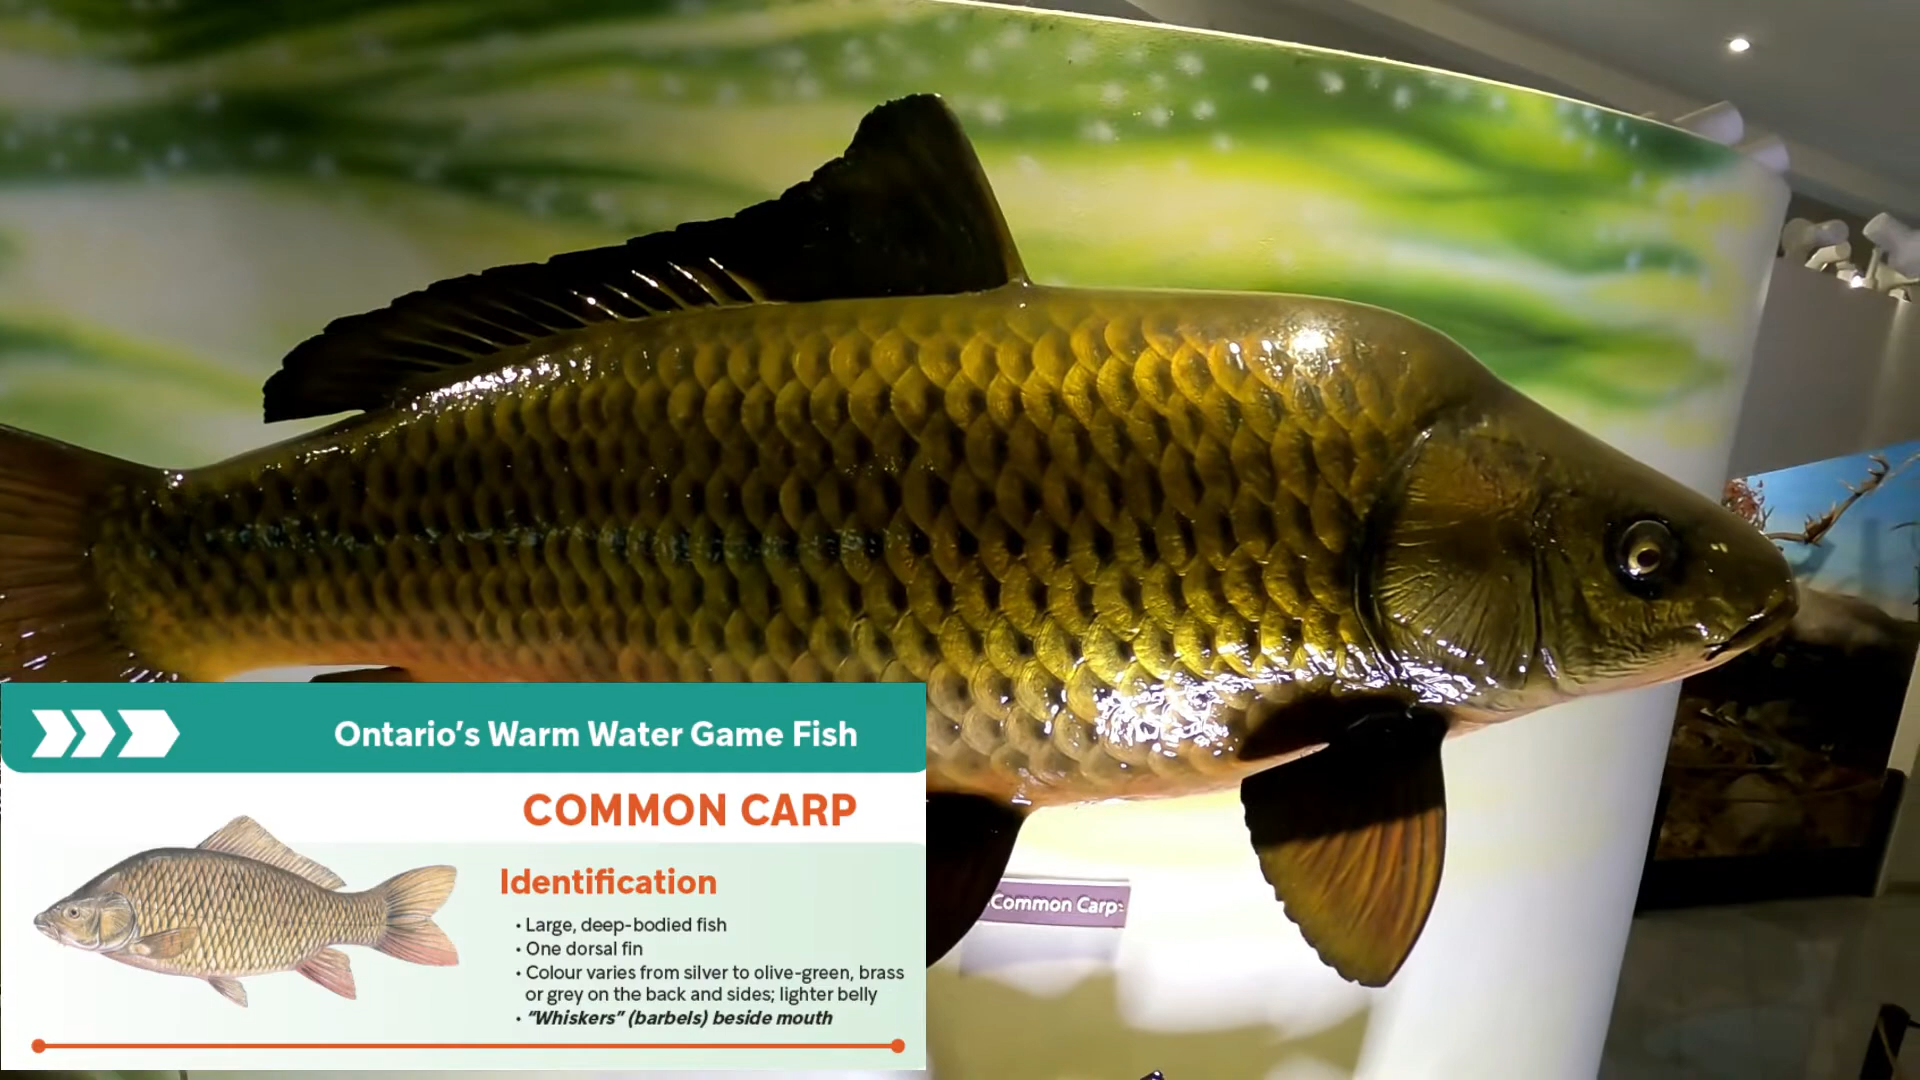 Common Carp
Ontario's Warm Water Game Fish
COMMON CARP
Identification
• Large, deep-bodied fish
• One dorsal fin
• Colour varies from silver to olive-green, brass
or grey on the back and sides; lighter belly
• "Whiskers" (barbels) beside mouth